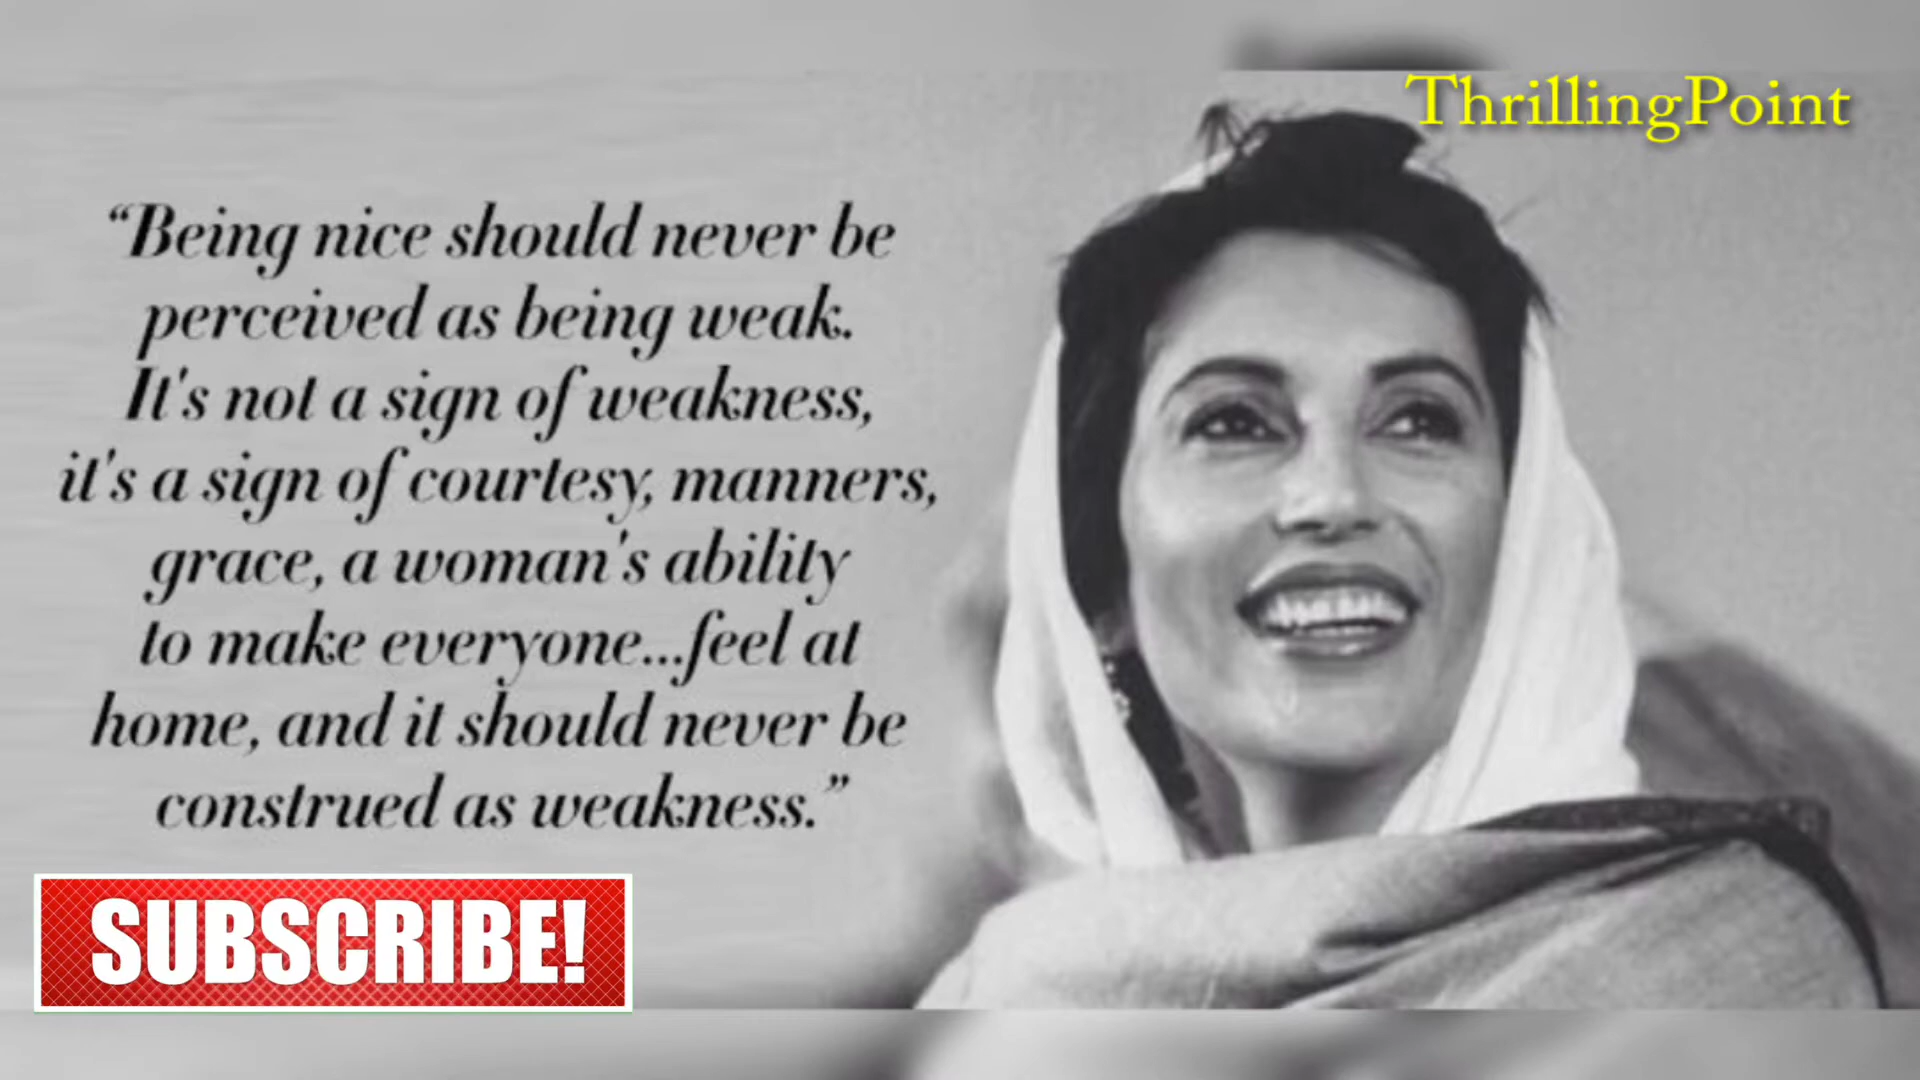 ThrillingPoint
“Being nice should never be
perceived as being weak.
It's not a sign of weakness,
it's a sign of courtesy, manners,
grace, a woman's ability
to make everyone...feel at
home, and it should never be
construed as weakness.”
SUBSCRIBE!